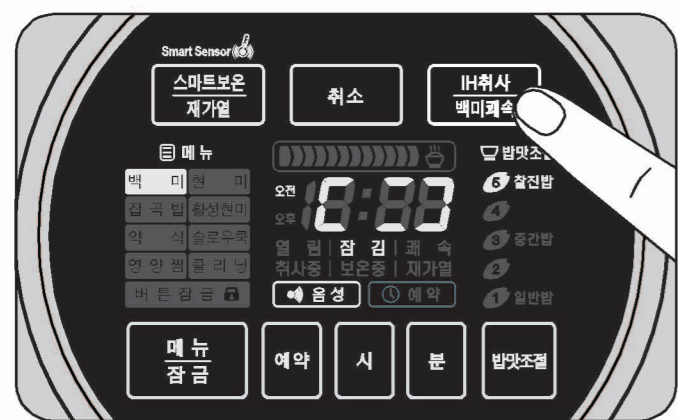 Smart Sensor
스마트보온
재가열
취소
IH취사
백미쾌속
메뉴
밥맛조절
백 미
현 미
잡곡밥
활성현미
약 식
슬로우쿡
영양찜
클리닝
버튼잠금
오전
오후
5 찰진밥
4
3 중간밥
2
1 일반밥
열 림 | 잠 김 | 쾌 속
취사중 | 보온중 | 재가열
음성
예약
메 뉴
잠 금
예약
시
분
밥맛조절